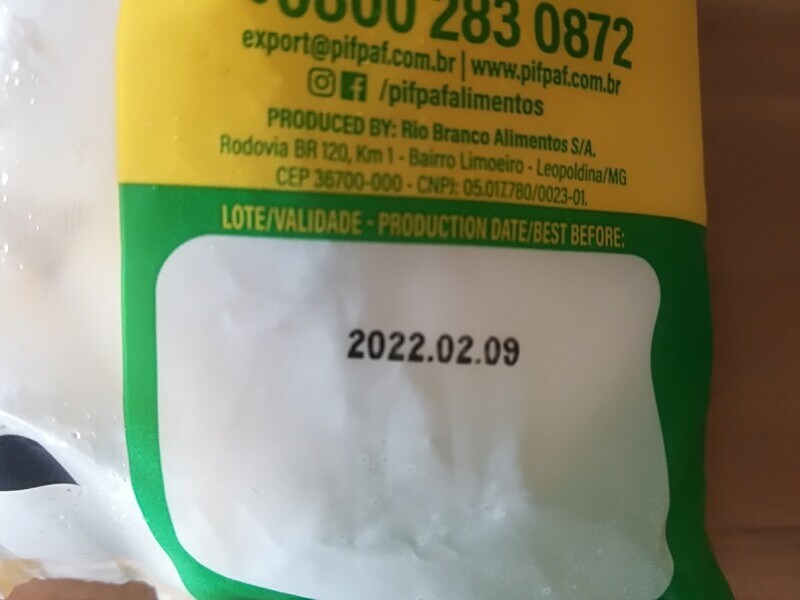 0800 283 0872
export@pifpaf.com.br | www.pifpaf.com.br
/pifpafalimentos
PRODUCED BY: Rio Branco Alimentos S/A.
Rodovia BR 120, Km 1 - Bairro Limoeiro - Leopoldina/MG
CEP 36700-000 - CNPJ: 05.017.780/0023-01.
LOTE/VALIDADE - PRODUCTION DATE/BEST BEFORE:
2022.02.09